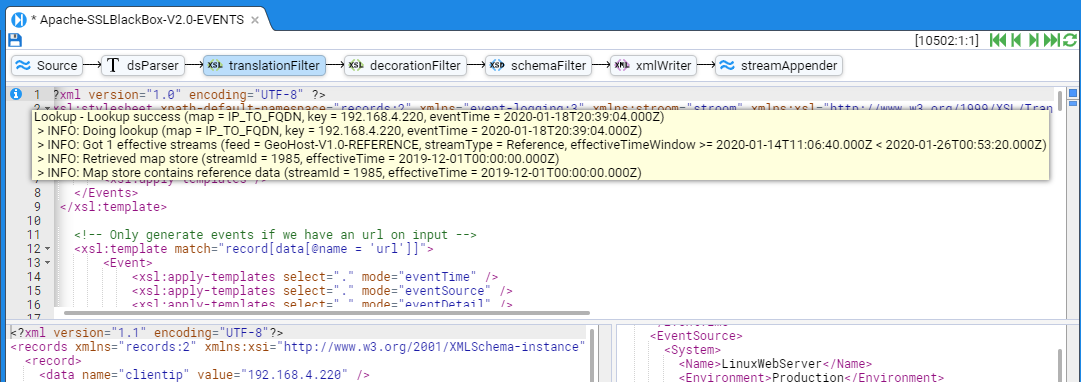 * Apache-SSLBlackBox-V2.0-EVENTS
[10502:1:1]
Source dsParser translationFilter decorationFilter schemaFilter xmlWriter streamAppender
1 ?xml version="1.0" encoding="UTF-8" ?>
2 xsl:stylesheet xpath-default-namespace="records:2" xmlns="event-logging:3" xmlns:stroom="stroom" xmlns:xsl="http://www.w3.org/1999/XSL/Tran
Lookup - Lookup success (map = IP_TO_FQDN, key = 192.168.4.220, eventTime = 2020-01-18T20:39:04.000Z)
> INFO: Doing lookup (map = IP_TO_FQDN, key = 192.168.4.220, eventTime = 2020-01-18T20:39:04.000Z)
> INFO: Got 1 effective streams (feed = GeoHost-V1.0-REFERENCE, streamType = Reference, effectiveTimeWindow >= 2020-01-14T11:06:40.000Z < 2020-01-26T00:53:20.000Z)
> INFO: Retrieved map store (streamId = 1985, effectiveTime = 2019-12-01T00:00:00.000Z)
> INFO: Map store contains reference data (streamId = 1985, effectiveTime = 2019-12-01T00:00:00.000Z)
8 </Events>
9 </xsl:template>
10
11 <!-- Only generate events if we have an url on input -->
12 <xsl:template match="record[data[@name = 'url']]">
13 <Event>
14 <xsl:apply-templates select="." mode="eventTime" />
15 <xsl:apply-templates select="." mode="eventSource" />
16 <xsl:apply-templates select="." mode="eventDetail" />
17
<?xml version="1.1" encoding="UTF-8"?>
<records xmlns="records:2" xmlns:xsi="http://www.w3.org/2001/XMLSchema-instance"
<record>
<data name="clientip" value="192.168.4.220" />
</EventTime>
<EventSource>
<System>
<Name>LinuxWebServer</Name>
<Environment>Production</Environment>